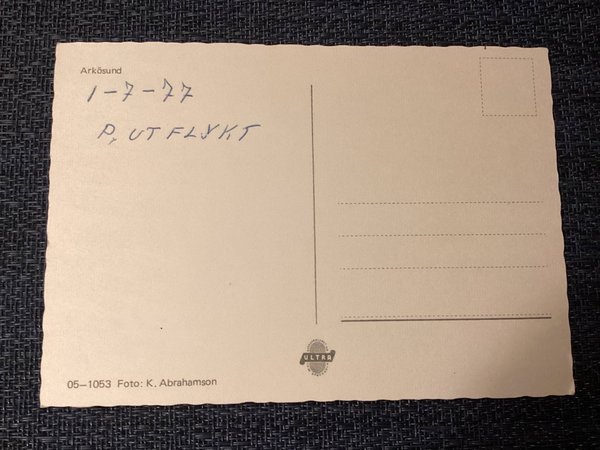 Arkösund
1-7-77
P, UTFLYKT
ULTRA
05-1053 Foto: K. Abrahamson